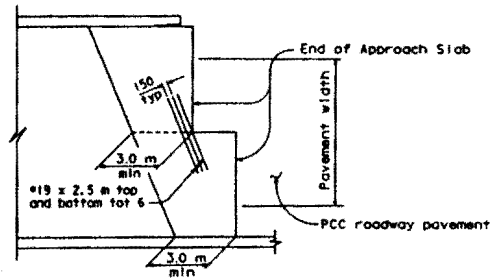 End of Approach Slab
150
typ
Pavement width
3.0 m
min
#19 x 2.5 m top
and bottom tot 6
PCC roadway pavement
3.0 m
min